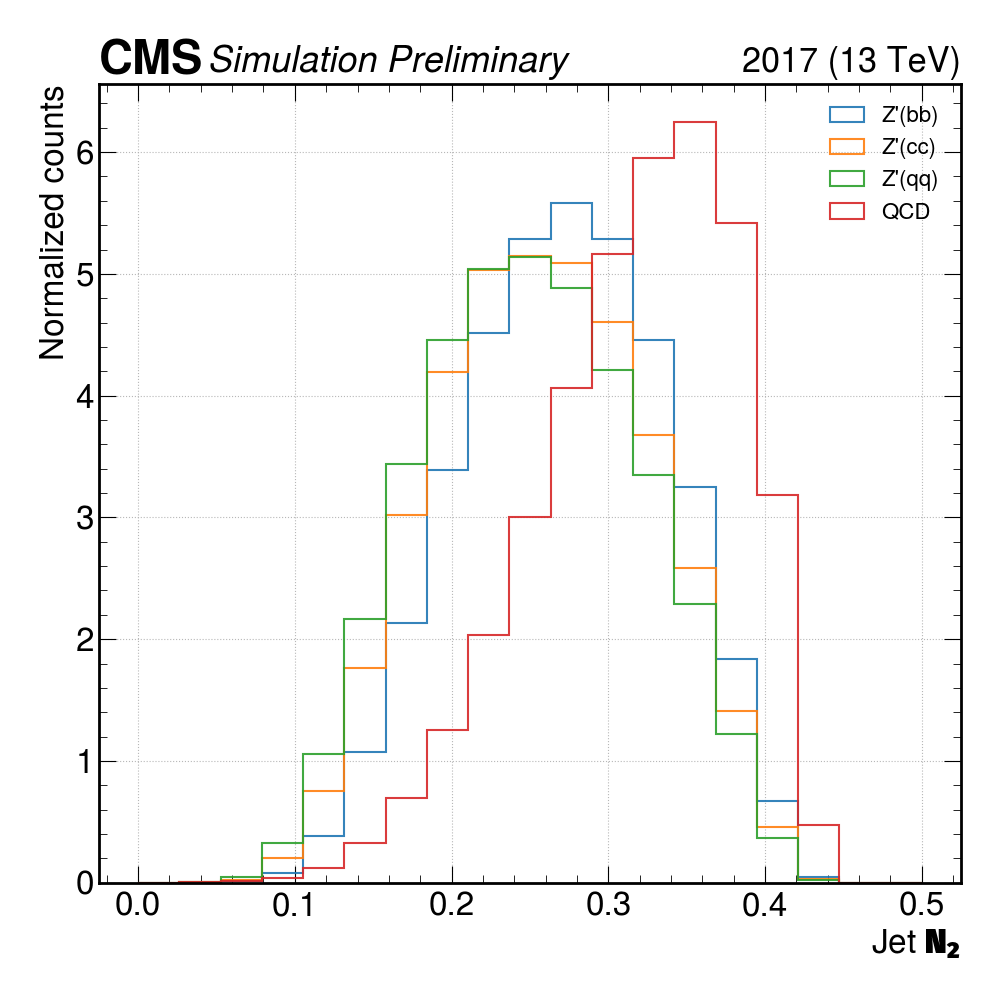 CMS Simulation Preliminary 2017 (13 TeV)
Normalized counts
Z'(bb)
Z'(cc)
Z'(qq)
QCD
6
5
4
3
2
1
0
0.0 0.1 0.2 0.3 0.4 0.5
Jet N₂